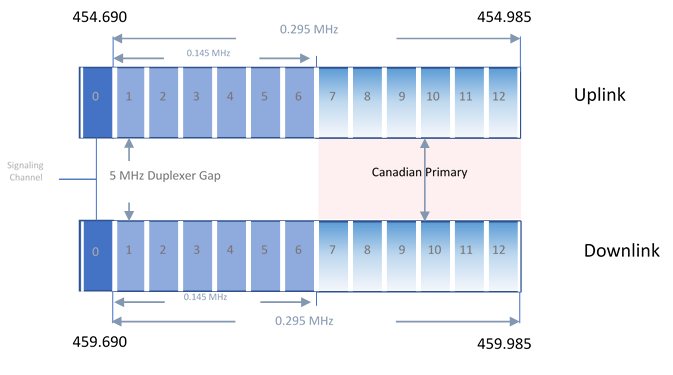 454.690 454.985
0.295 MHz
0.145 MHz
0 1 2 3 4 5 6 7 8 9 10 11 12
Uplink
Signaling
Channel
5 MHz Duplexer Gap
Canadian Primary
0 1 2 3 4 5 6 7 8 9 10 11 12
Downlink
0.145 MHz
0.295 MHz
459.690 459.985